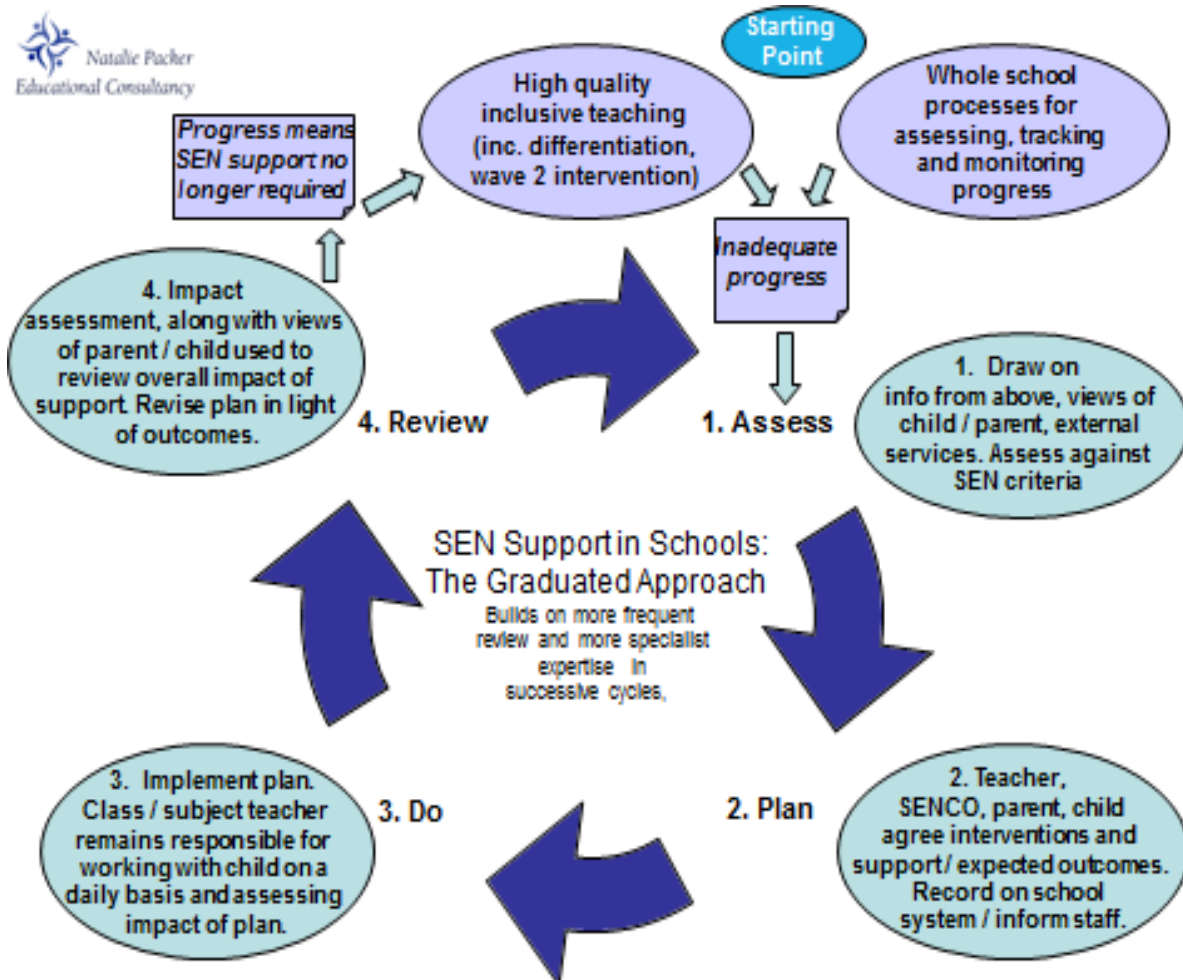 Natalie Packer
Educational Consultancy
Starting
Point
High quality
inclusive teaching
(inc. differentiation,
wave 2 intervention)
Whole school
processes for
assessing, tracking
and monitoring
progress
Progress means
SEN support no
longer required
Inadequate
progress
4. Impact
assessment, along with views
of parent / child used to
review overall impact of
support. Revise plan in light
of outcomes.
4. Review
1. Assess
1. Draw on
info from above, views of
child / parent, external
services. Assess against
SEN criteria
SEN Support in Schools:
The Graduated Approach
Builds on more frequent
review and more specialist
expertise in
successive cycles,
3. Implement plan.
Class / subject teacher
remains responsible for
working with child on a
daily basis and assessing
impact of plan.
3. Do
2. Plan
2. Teacher,
SENCO, parent, child
agree interventions and
support / expected outcomes.
Record on school
system / inform staff.